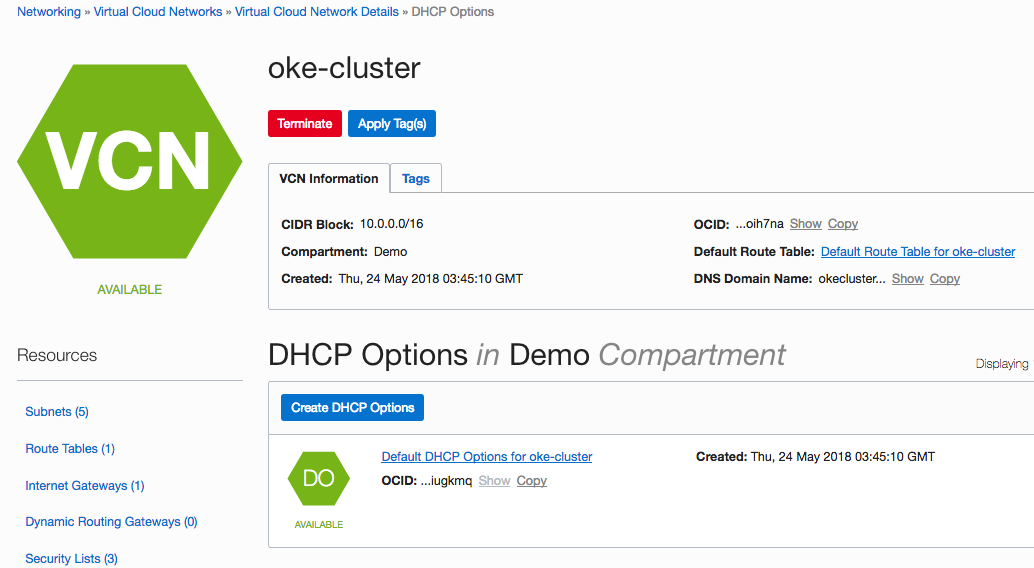 Networking » Virtual Cloud Networks » Virtual Cloud Network Details » DHCP Options
VCN
AVAILABLE
oke-cluster
Terminate Apply Tag(s)
VCN Information Tags
CIDR Block: 10.0.0.0/16
Compartment: Demo
Created: Thu, 24 May 2018 03:45:10 GMT
OCID: ...oih7na Show Copy
Default Route Table: Default Route Table for oke-cluster
DNS Domain Name: okecluster... Show Copy
Resources
Subnets (5)
Route Tables (1)
Internet Gateways (1)
Dynamic Routing Gateways (0)
Security Lists (3)
DHCP Options in Demo Compartment
Displaying
Create DHCP Options
DO
AVAILABLE
Default DHCP Options for oke-cluster
OCID: ...iugkmq Show Copy
Created: Thu, 24 May 2018 03:45:10 GMT